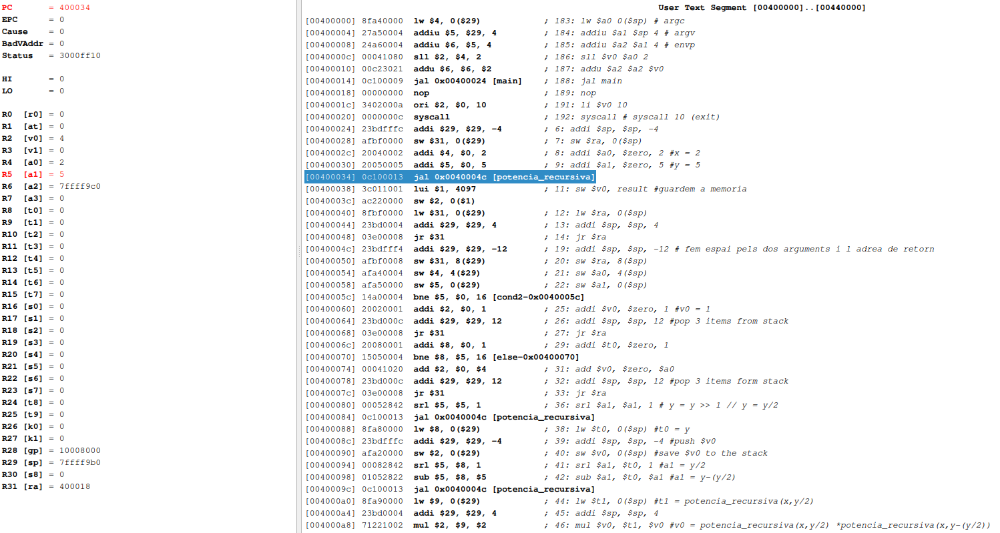 PC = 400034
EPC = 0
Cause = 0
BadVAddr = 0
Status = 3000ff10
HI = 0
LO = 0
R0 [r0] = 0
R1 [at] = 0
R2 [v0] = 4
R3 [v1] = 0
R4 [a0] = 2
R5 [a1] = 5
R6 [a2] = 7ffff9c0
R7 [a3] = 0
R8 [t0] = 0
R9 [t1] = 0
R10 [t2] = 0
R11 [t3] = 0
R12 [t4] = 0
R13 [t5] = 0
R14 [t6] = 0
R15 [t7] = 0
R16 [s0] = 0
R17 [s1] = 0
R18 [s2] = 0
R19 [s3] = 0
R20 [s4] = 0
R21 [s5] = 0
R22 [s6] = 0
R23 [s7] = 0
R24 [t8] = 0
R25 [t9] = 0
R26 [k0] = 0
R27 [k1] = 0
R28 [gp] = 10008000
R29 [sp] = 7ffff9b0
R30 [s8] = 0
R31 [ra] = 400018
User Text Segment [00400000]..[00440000]
[00400000] 8fa40000 lw $4, 0($29) ; 183: lw $a0 0($sp) # argc
[00400004] 27a50004 addiu $5, $29, 4 ; 184: addiu $a1 $sp 4 # argv
[00400008] 24a60004 addiu $6, $5, 4 ; 185: addiu $a2 $a1 4 # envp
[0040000c] 00041080 sll $2, $4, 2 ; 186: sll $v0 $a0 2
[00400010] 00c23021 addu $6, $6, $2 ; 187: addu $a2 $a2 $v0
[00400014] 0c100009 jal 0x00400024 [main] ; 188: jal main
[00400018] 00000000 nop ; 189: nop
[0040001c] 3402000a ori $2, $0, 10 ; 191: li $v0 10
[00400020] 0000000c syscall ; 192: syscall # syscall 10 (exit)
[00400024] 23bdfffc addi $29, $29, -4 ; 6: addi $sp, $sp, -4
[00400028] afbf0000 sw $31, 0($29) ; 7: sw $ra, 0($sp)
[0040002c] 20040002 addi $4, $0, 2 ; 8: addi $a0, $zero, 2 #x = 2
[00400030] 20050005 addi $5, $0, 5 ; 9: addi $a1, $zero, 5 #y = 5
[00400034] 0c100013 jal 0x0040004c [potencia_recursiva]
[00400038] 3c011001 lui $1, 4097 ; 11: sw $v0, result #guardem a memoria
[0040003c] ac220000 sw $2, 0($1)
[00400040] 8fbf0000 lw $31, 0($29) ; 12: lw $ra, 0($sp)
[00400044] 23bd0004 addi $29, $29, 4 ; 13: addi $sp, $sp, 4
[00400048] 03e00008 jr $31 ; 14: jr $ra
[0040004c] 23bdfff4 addi $29, $29, -12 ; 19: addi $sp, $sp, -12 # fem espai pels dos arguments i l adrea de retorn
[00400050] afbf0008 sw $31, 8($29) ; 20: sw $ra, 8($sp)
[00400054] afa40004 sw $4, 4($29) ; 21: sw $a0, 4($sp)
[00400058] afa50000 sw $5, 0($29) ; 22: sw $a1, 0($sp)
[0040005c] 14a00004 bne $5, $0, 16 [cond2-0x0040005c]
[00400060] 20020001 addi $2, $0, 1 ; 25: addi $v0, $zero, 1 #v0 = 1
[00400064] 23bd000c addi $29, $29, 12 ; 26: addi $sp, $sp, 12 #pop 3 items from stack
[00400068] 03e00008 jr $31 ; 27: jr $ra
[0040006c] 20080001 addi $8, $0, 1 ; 29: addi $t0, $zero, 1
[00400070] 15050004 bne $8, $5, 16 [else-0x00400070]
[00400074] 00041020 add $2, $0, $4 ; 31: add $v0, $zero, $a0
[00400078] 23bd000c addi $29, $29, 12 ; 32: addi $sp, $sp, 12 #pop 3 items form stack
[0040007c] 03e00008 jr $31 ; 33: jr $ra
[00400080] 00052842 srl $5, $5, 1 ; 36: srl $a1, $a1, 1 # y = y >> 1 // y = y/2
[00400084] 0c100013 jal 0x0040004c [potencia_recursiva]
[00400088] 8fa80000 lw $8, 0($29) ; 38: lw $t0, 0($sp) #t0 = y
[0040008c] 23bdfffc addi $29, $29, -4 ; 39: addi $sp, $sp, -4 #push $v0
[00400090] afa20000 sw $2, 0($29) ; 40: sw $v0, 0($sp) #save $v0 to the stack
[00400094] 00082842 srl $5, $8, 1 ; 41: srl $a1, $t0, 1 #a1 = y/2
[00400098] 01052822 sub $5, $8, $5 ; 42: sub $a1, $t0, $a1 #a1 = y-(y/2)
[0040009c] 0c100013 jal 0x0040004c [potencia_recursiva]
[004000a0] 8fa90000 lw $9, 0($29) ; 44: lw $t1, 0($sp) #t1 = potencia_recursiva(x,y/2)
[004000a4] 23bd0004 addi $29, $29, 4 ; 45: addi $sp, $sp, 4
[004000a8] 71221002 mul $2, $9, $2 ; 46: mul $v0, $t1, $v0 #v0 = potencia_recursiva(x,y/2) *potencia_recursiva(x,y-(y/2))